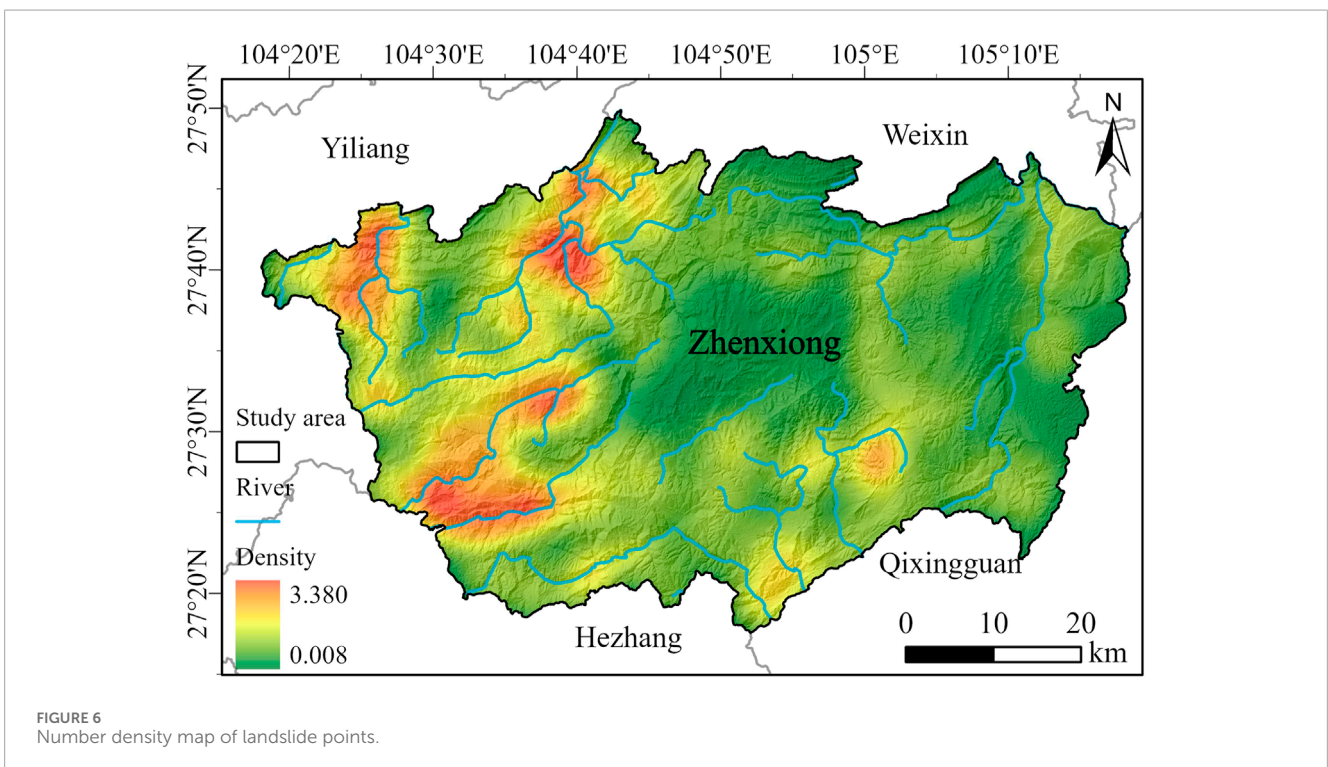 104°20'E 104°30'E 104°40'E 104°50'E 105°E 105°10'E
27°50'N
27°40'N
27°30'N
27°20'N
N
Yiliang
Weixin
Zhenxiong
Study area
River
Density
3.380
0.008
Qixingguan
Hezhang
0 10 20
km
FIGURE 6
Number density map of landslide points.